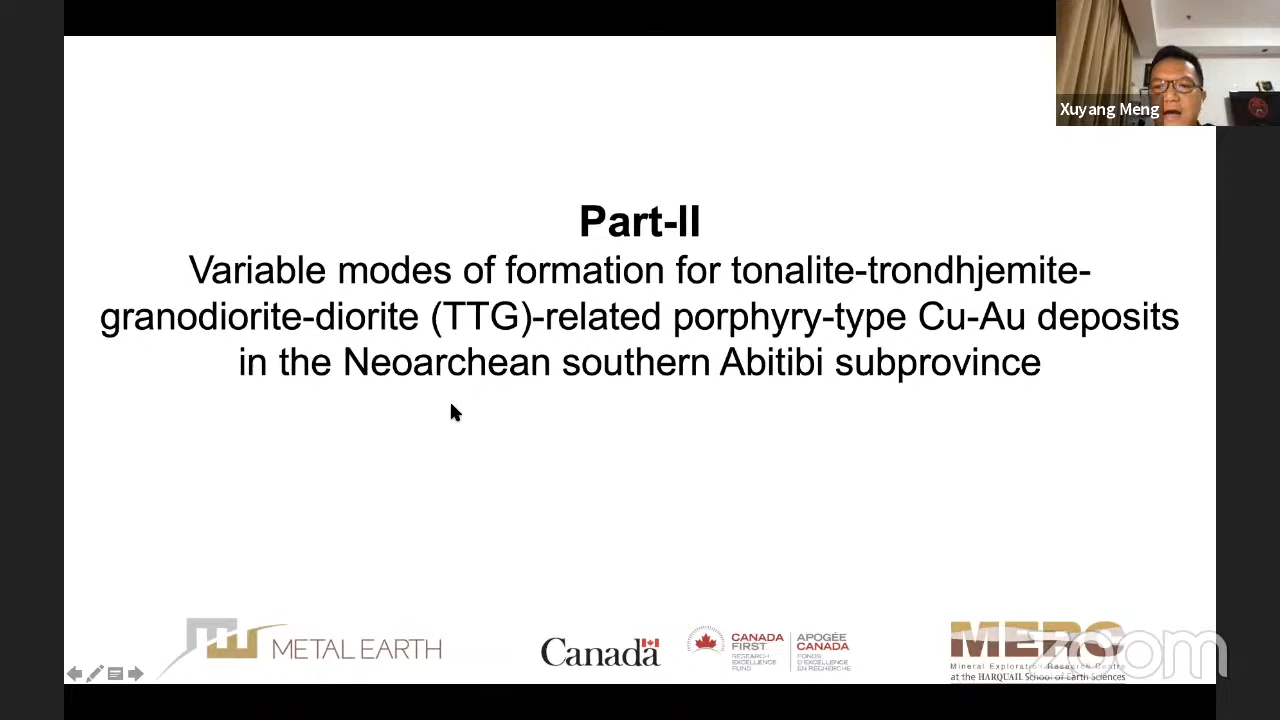 Xuyang Meng
Part-II
Variable modes of formation for tonalite-trondhjemite-
granodiorite-diorite (TTG)-related porphyry-type Cu-Au deposits
in the Neoarchean southern Abitibi subprovince
METAL EARTH
Canada
CANADA
FIRST
RESEARCH
EXCELLENCE
FUND
APOGÉE
CANADA
FONDS
D'EXCELLENCE
EN RECHERCHE
MERC
Mineral Exploration Research Centre
at the HARQUAIL School of Earth Sciences
zoom